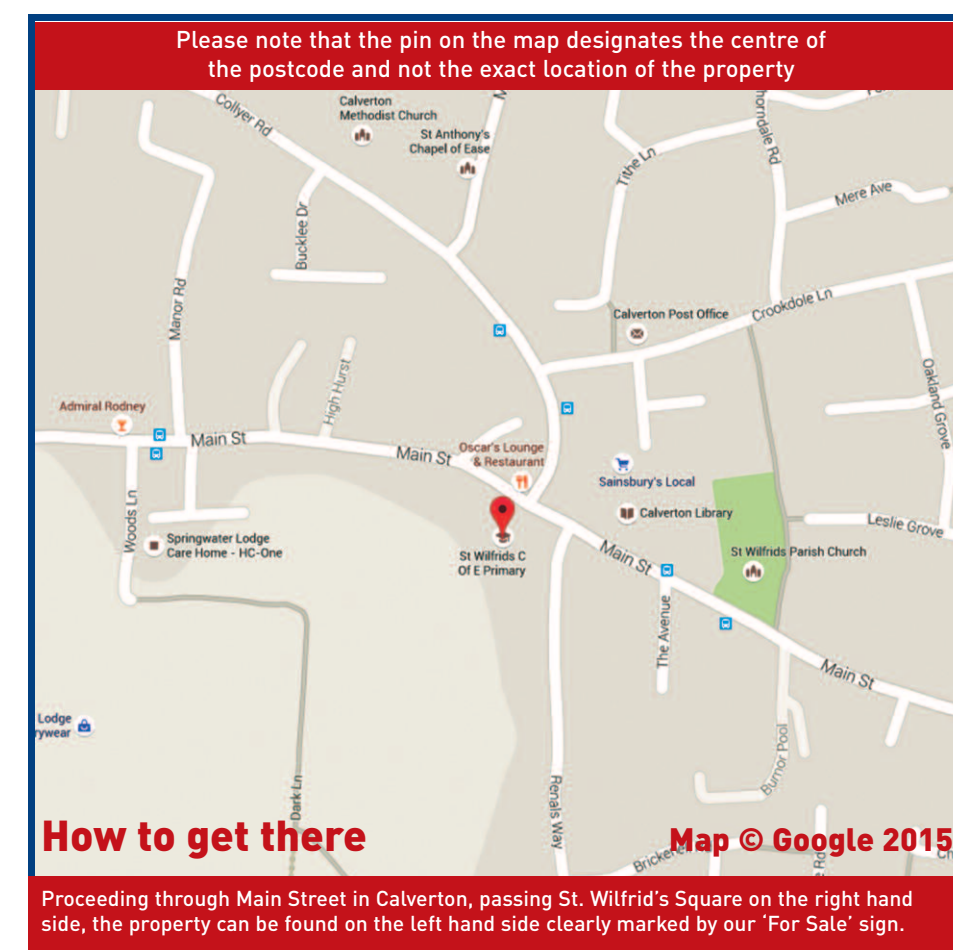 Please note that the pin on the map designates the centre of
the postcode and not the exact location of the property
Collyer Rd
Calverton
Methodist Church
St Anthony's
Chapel of Ease
Tithe Ln
horndale Rd
Mere Ave
Bucklee Dr
Manor Rd
Calverton Post Office
Crookdole Ln
High Hurst
Oakland Grove
Admiral Rodney
Main St
Main St
Oscar's Lounge
& Restaurant
Sainsbury's Local
Calverton Library
Leslie Grove
Woods Ln
Springwater Lodge
Care Home - HC-One
St Wilfrids C
Of E Primary
Main St
St Wilfrids Parish Church
The Avenue
Main St
Lodge
rywear
Burnor Pool
Dark Ln
Renals Way
How to get there
Map © Google 2015
Proceeding through Main Street in Calverton, passing St. Wilfrid's Square on the right hand
side, the property can be found on the left hand side clearly marked by our ‘For Sale’ sign.